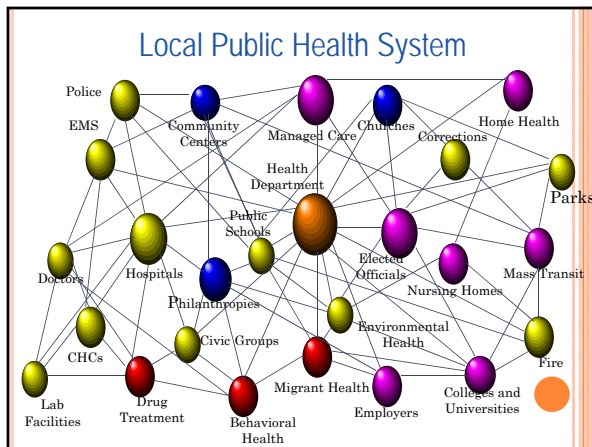 Local Public Health System
Police
EMS
Community
Centers
Managed Care
Churches
Corrections
Home Health
Health
Department
Parks
Public
Schools
Doctors
Hospitals
Philanthropies
Elected
Officials
Nursing Homes
Mass Transit
CHCs
Civic Groups
Environmental
Health
Fire
Lab
Facilities
Drug
Treatment
Behavioral
Health
Migrant Health
Employers
Colleges and
Universities